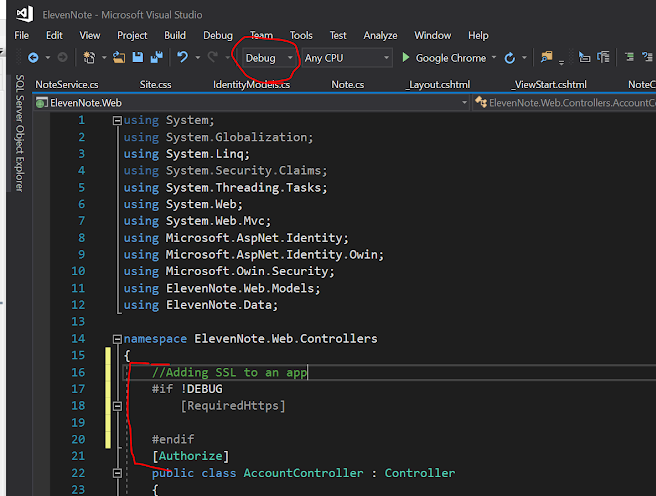 ElevenNote - Microsoft Visual Studio
File Edit View Project Build Debug Team Tools Test Analyze Window Help
Debug Any CPU Google Chrome
SQL Server Object Explorer
NoteService.cs Site.css IdentityModels.cs Note.cs _Layout.cshtml _ViewStart.cshtml NoteC
ElevenNote.Web ElevenNote.Web.Controllers.AccountCo
1 using System;
2 using System.Globalization;
3 using System.Linq;
4 using System.Security.Claims;
5 using System.Threading.Tasks;
6 using System.Web;
7 using System.Web.Mvc;
8 using Microsoft.AspNet.Identity;
9 using Microsoft.AspNet.Identity.Owin;
10 using Microsoft.Owin.Security;
11 using ElevenNote.Web.Models;
12 using ElevenNote.Data;
13
14 namespace ElevenNote.Web.Controllers
15 {
16 //Adding SSL to an app
17 #if !DEBUG
18 [RequiredHttps]
19
20 #endif
21 [Authorize]
22 public class AccountController : Controller
23 {